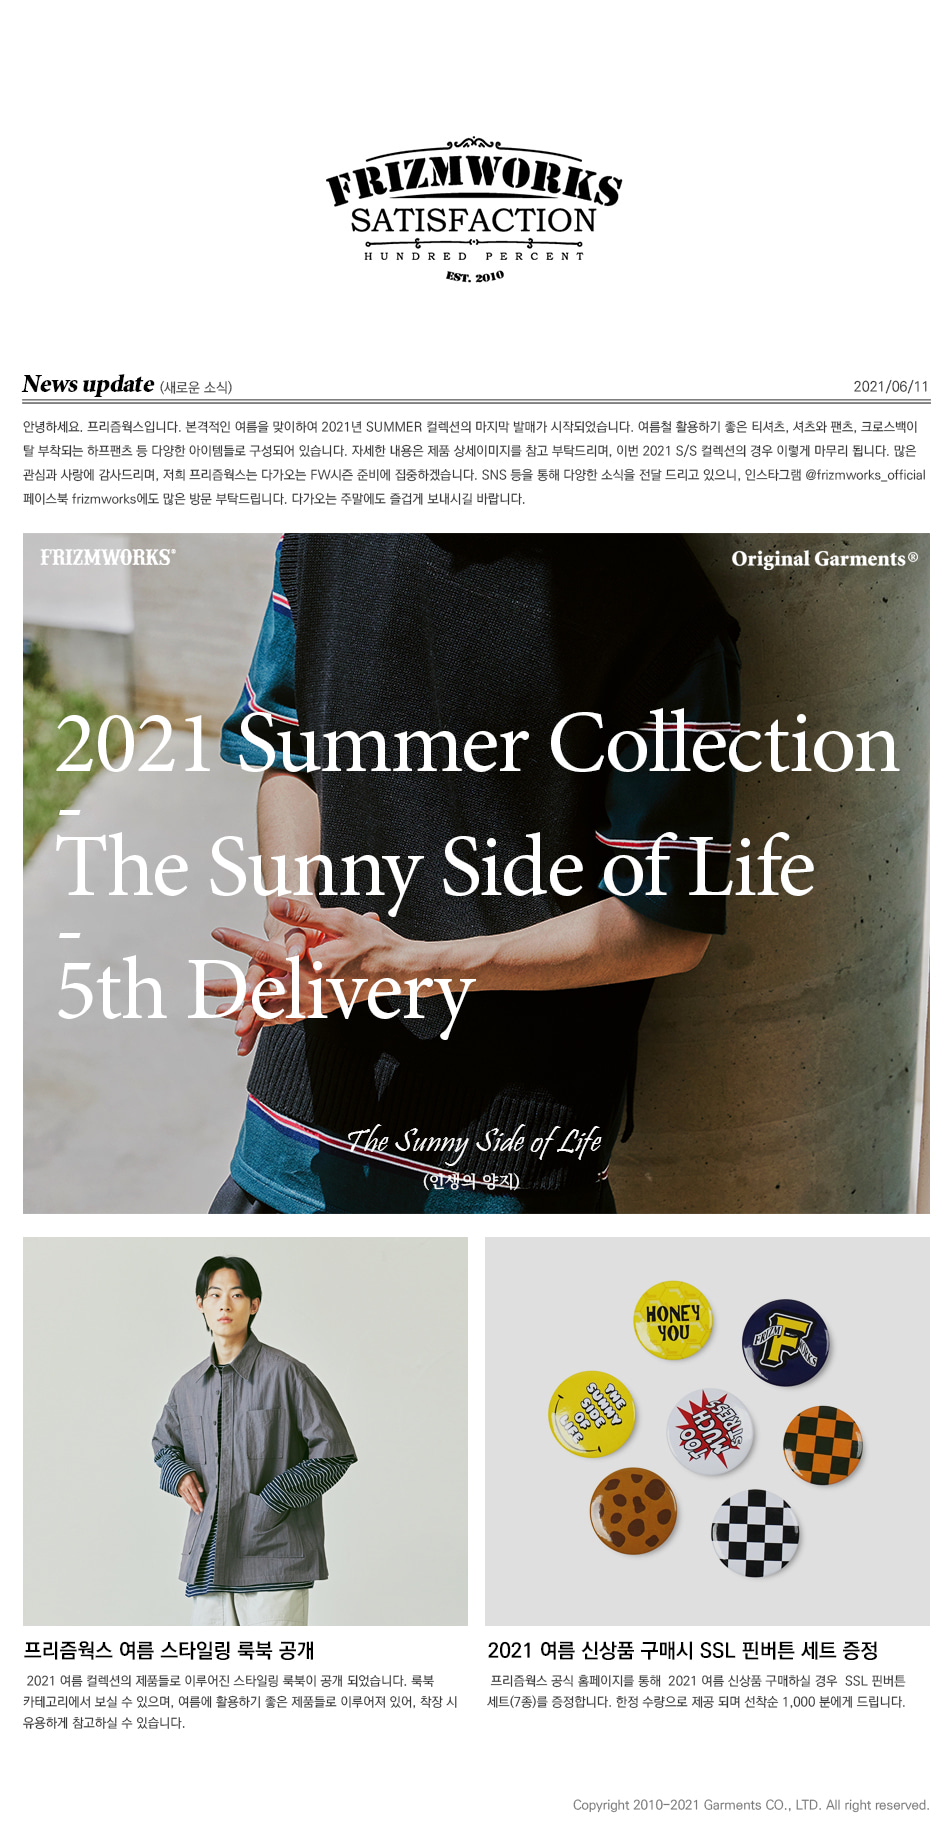 FRIZMWORKS
SATISFACTION
HUNDRED PERCENT
EST. 2010
News update (새로운 소식)
2021/06/11
안녕하세요. 프리즘웍스입니다. 본격적인 여름을 맞이하여 2021년 SUMMER 컬렉션의 마지막 발매가 시작되었습니다. 여름철 활용하기 좋은 티셔츠, 셔츠와 팬츠, 크로스백이
탈 부착되는 하프팬츠 등 다양한 아이템들로 구성되어 있습니다. 자세한 내용은 제품 상세이미지를 참고 부탁드리며, 이번 2021 S/S 컬렉션의 경우 이렇게 마무리 됩니다. 많은
관심과 사랑에 감사드리며, 저희 프리즘웍스는 다가오는 FW시즌 준비에 집중하겠습니다. SNS 등을 통해 다양한 소식을 전달 드리고 있으니, 인스타그램 @frizmworks_official
페이스북 frizmworks에도 많은 방문 부탁드립니다. 다가오는 주말에도 즐겁게 보내시길 바랍니다.
FRIZMWORKS®
Original Garments®
2021 Summer Collection
-
The Sunny Side of Life
-
5th Delivery
The Sunny Side of Life
(인생의 양지)
HONEY
YOU
FRIZM WORKS
F
THE
SUNNY
SIDE
OF
LIFE
TOO
MUCH
STRESS
프리즘웍스 여름 스타일링 룩북 공개
2021 여름 컬렉션의 제품들로 이루어진 스타일링 룩북이 공개 되었습니다. 룩북
카테고리에서 보실 수 있으며, 여름에 활용하기 좋은 제품들로 이루어져 있어, 착장 시
유용하게 참고하실 수 있습니다.
2021 여름 신상품 구매시 SSL 핀버튼 세트 증정
프리즘웍스 공식 홈페이지를 통해 2021 여름 신상품 구매하실 경우 SSL 핀버튼
세트(7종)를 증정합니다. 한정 수량으로 제공 되며 선착순 1,000 분에게 드립니다.
Copyright 2010-2021 Garments CO., LTD. All right reserved.